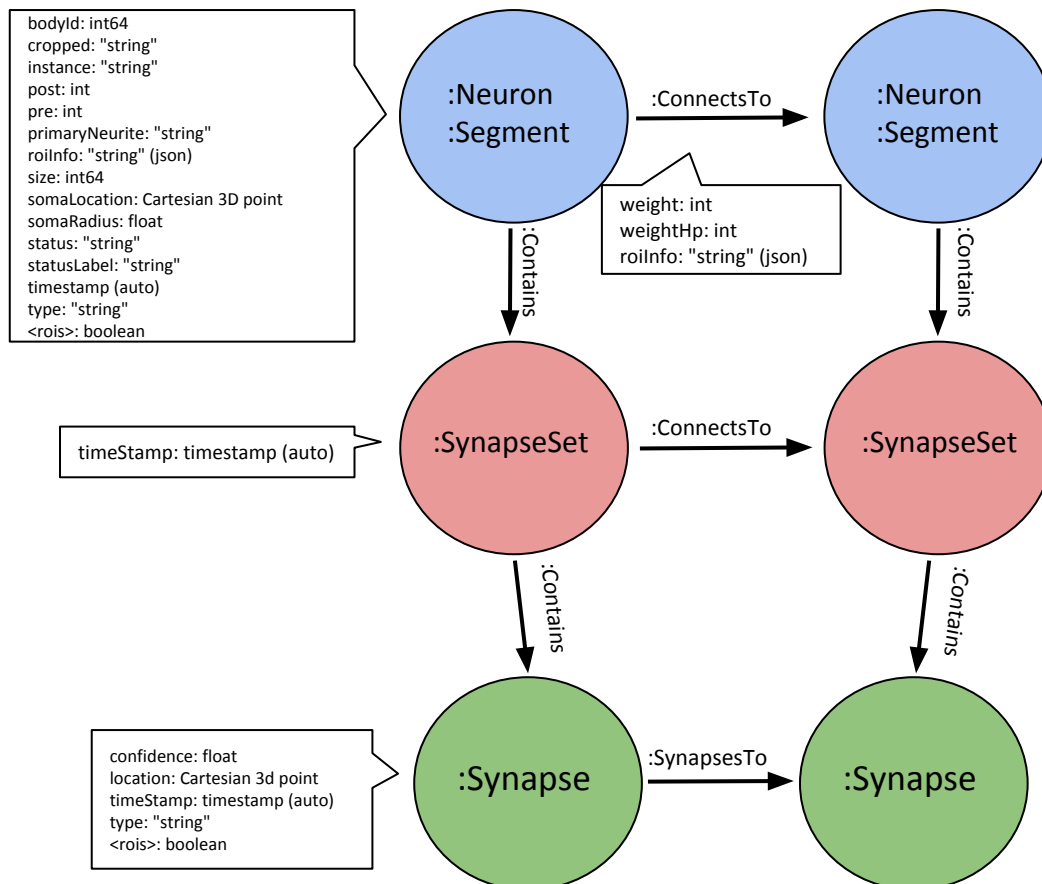 bodyId: int64
cropped: "string"
instance: "string"
post: int
pre: int
primaryNeurite: "string"
roiInfo: "string" (json)
size: int64
somaLocation: Cartesian 3D point
somaRadius: float
status: "string"
statusLabel: "string"
timestamp (auto)
type: "string"
<rois>: boolean
:Neuron
:Segment
:ConnectsTo
:Neuron
:Segment
weight: int
weightHp: int
roiInfo: "string" (json)
:Contains
:Contains
timeStamp: timestamp (auto)
:SynapseSet
:ConnectsTo
:SynapseSet
:Contains
:Contains
confidence: float
location: Cartesian 3d point
timeStamp: timestamp (auto)
type: "string"
<rois>: boolean
:Synapse
:SynapsesTo
:Synapse